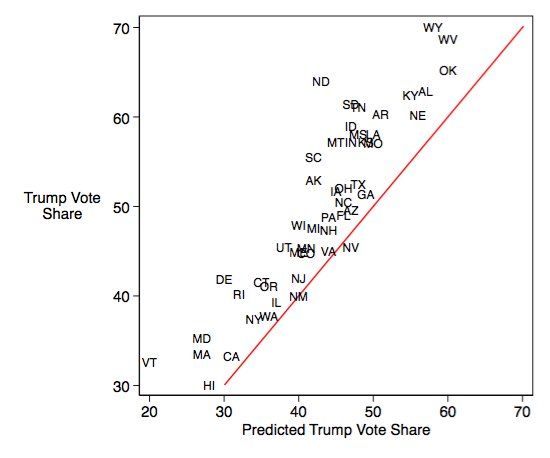 70
WY
WV
OK
ND
AL
KY
SD
TN
AR
NE
60
ID
MS
LA
MT
IN
KS
MO
SC
AK
TX
OH
IA
GA
NC
50
AZ
FL
PA
WI
MI
NH
UT
MN
NV
ME
CO
VA
DE
NJ
CT
OR
RI
NM
40
IL
WA
NY
MD
MA
CA
VT
HI
30
Trump Vote
Share
20 30 40 50 60 70
Predicted Trump Vote Share